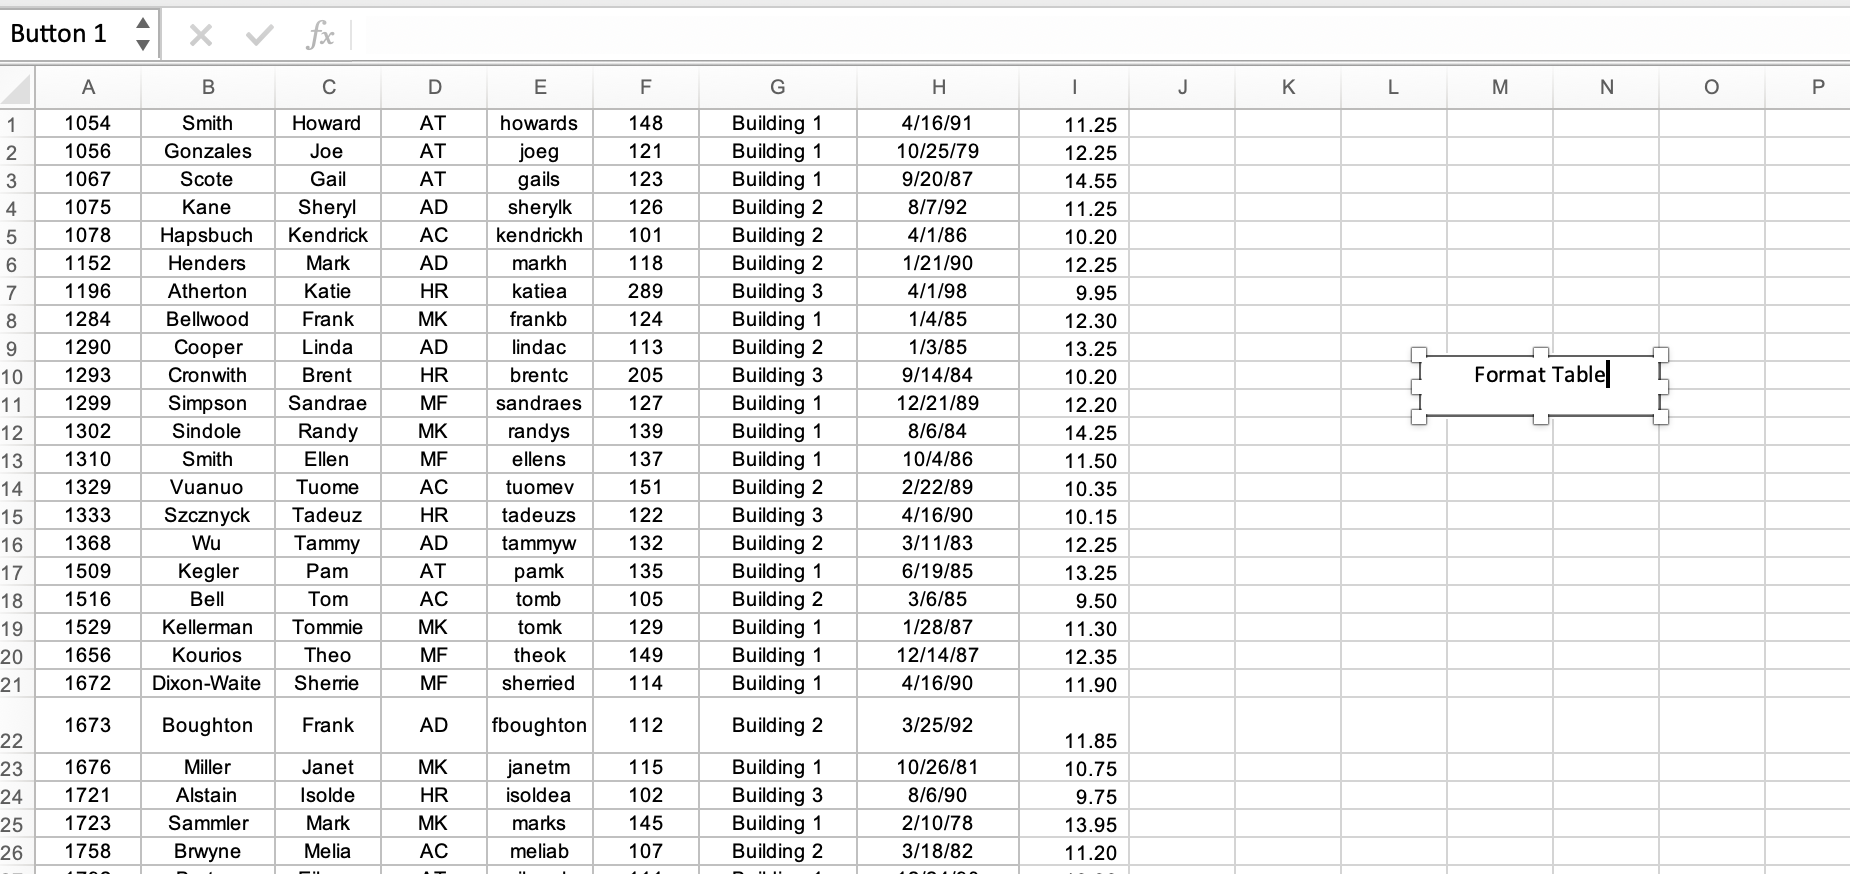 Button 1 fx
A B C D E F G H I J K L M N O P
1 1054 Smith Howard AT howards 148 Building 1 4/16/91 11.25
2 1056 Gonzales Joe AT joeg 121 Building 1 10/25/79 12.25
3 1067 Scote Gail AT gails 123 Building 1 9/20/87 14.55
4 1075 Kane Sheryl AD sherylk 126 Building 2 8/7/92 11.25
5 1078 Hapsbuch Kendrick AC kendrickh 101 Building 2 4/1/86 10.20
6 1152 Henders Mark AD markh 118 Building 2 1/21/90 12.25
7 1196 Atherton Katie HR katiea 289 Building 3 4/1/98 9.95
8 1284 Bellwood Frank MK frankb 124 Building 1 1/4/85 12.30
9 1290 Cooper Linda AD lindac 113 Building 2 1/3/85 13.25
10 1293 Cronwith Brent HR brentc 205 Building 3 9/14/84 10.20 Format Table
11 1299 Simpson Sandrae MF sandraes 127 Building 1 12/21/89 12.20
12 1302 Sindole Randy MK randys 139 Building 1 8/6/84 14.25
13 1310 Smith Ellen MF ellens 137 Building 1 10/4/86 11.50
14 1329 Vuanuo Tuome AC tuomev 151 Building 2 2/22/89 10.35
15 1333 Szcznyck Tadeuz HR tadeuzs 122 Building 3 4/16/90 10.15
16 1368 Wu Tammy AD tammyw 132 Building 2 3/11/83 12.25
17 1509 Kegler Pam AT pamk 135 Building 1 6/19/85 13.25
18 1516 Bell Tom AC tomb 105 Building 2 3/6/85 9.50
19 1529 Kellerman Tommie MK tomk 129 Building 1 1/28/87 11.30
20 1656 Kourios Theo MF theok 149 Building 1 12/14/87 12.35
21 1672 Dixon-Waite Sherrie MF sherried 114 Building 1 4/16/90 11.90
22 1673 Boughton Frank AD fboughton 112 Building 2 3/25/92 11.85
23 1676 Miller Janet MK janetm 115 Building 1 10/26/81 10.75
24 1721 Alstain Isolde HR isoldea 102 Building 3 8/6/90 9.75
25 1723 Sammler Mark MK marks 145 Building 1 2/10/78 13.95
26 1758 Brwyne Melia AC meliab 107 Building 2 3/18/82 11.20